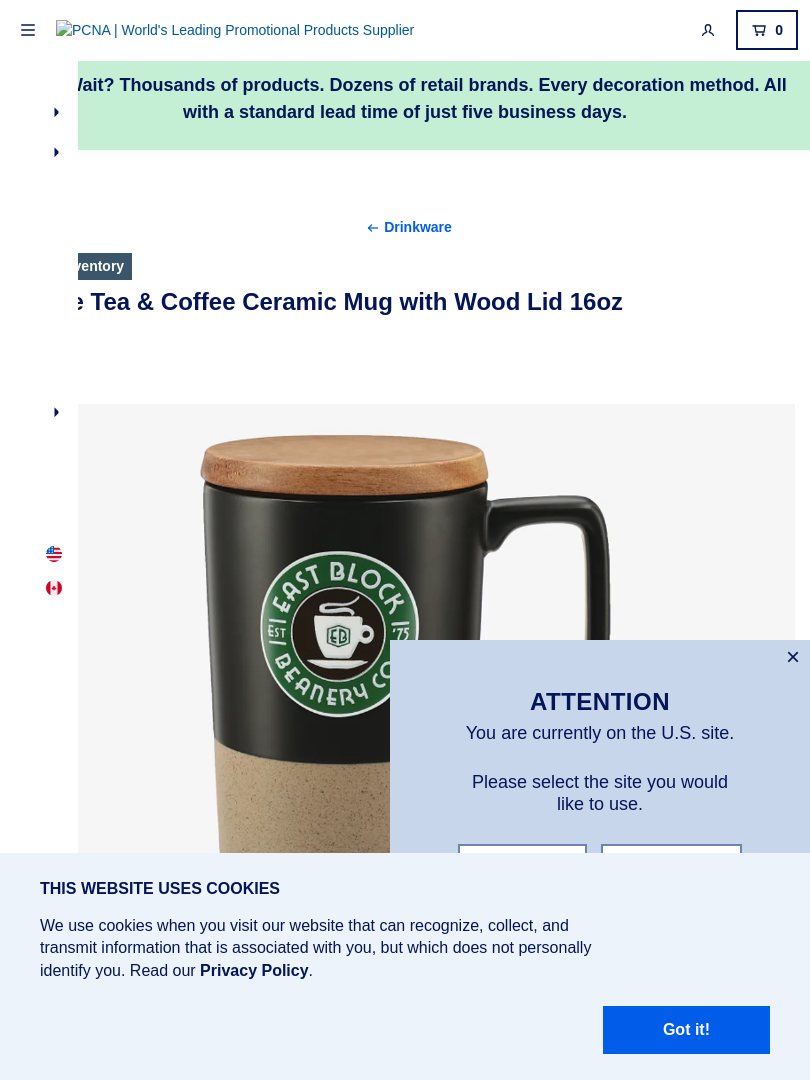 PCNA | World's Leading Promotional Products Supplier
0
Wait? Thousands of products. Dozens of retail brands. Every decoration method. All
with a standard lead time of just five business days.
Drinkware
Tea & Coffee Ceramic Mug with Wood Lid 16oz
EAST BLOCK
EST '75
EB
BEANERY CO
ATTENTION
You are currently on the U.S. site.
Please select the site you would
like to use.
THIS WEBSITE USES COOKIES
We use cookies when you visit our website that can recognize, collect, and
transmit information that is associated with you, but which does not personally
identify you. Read our Privacy Policy.
Got it!